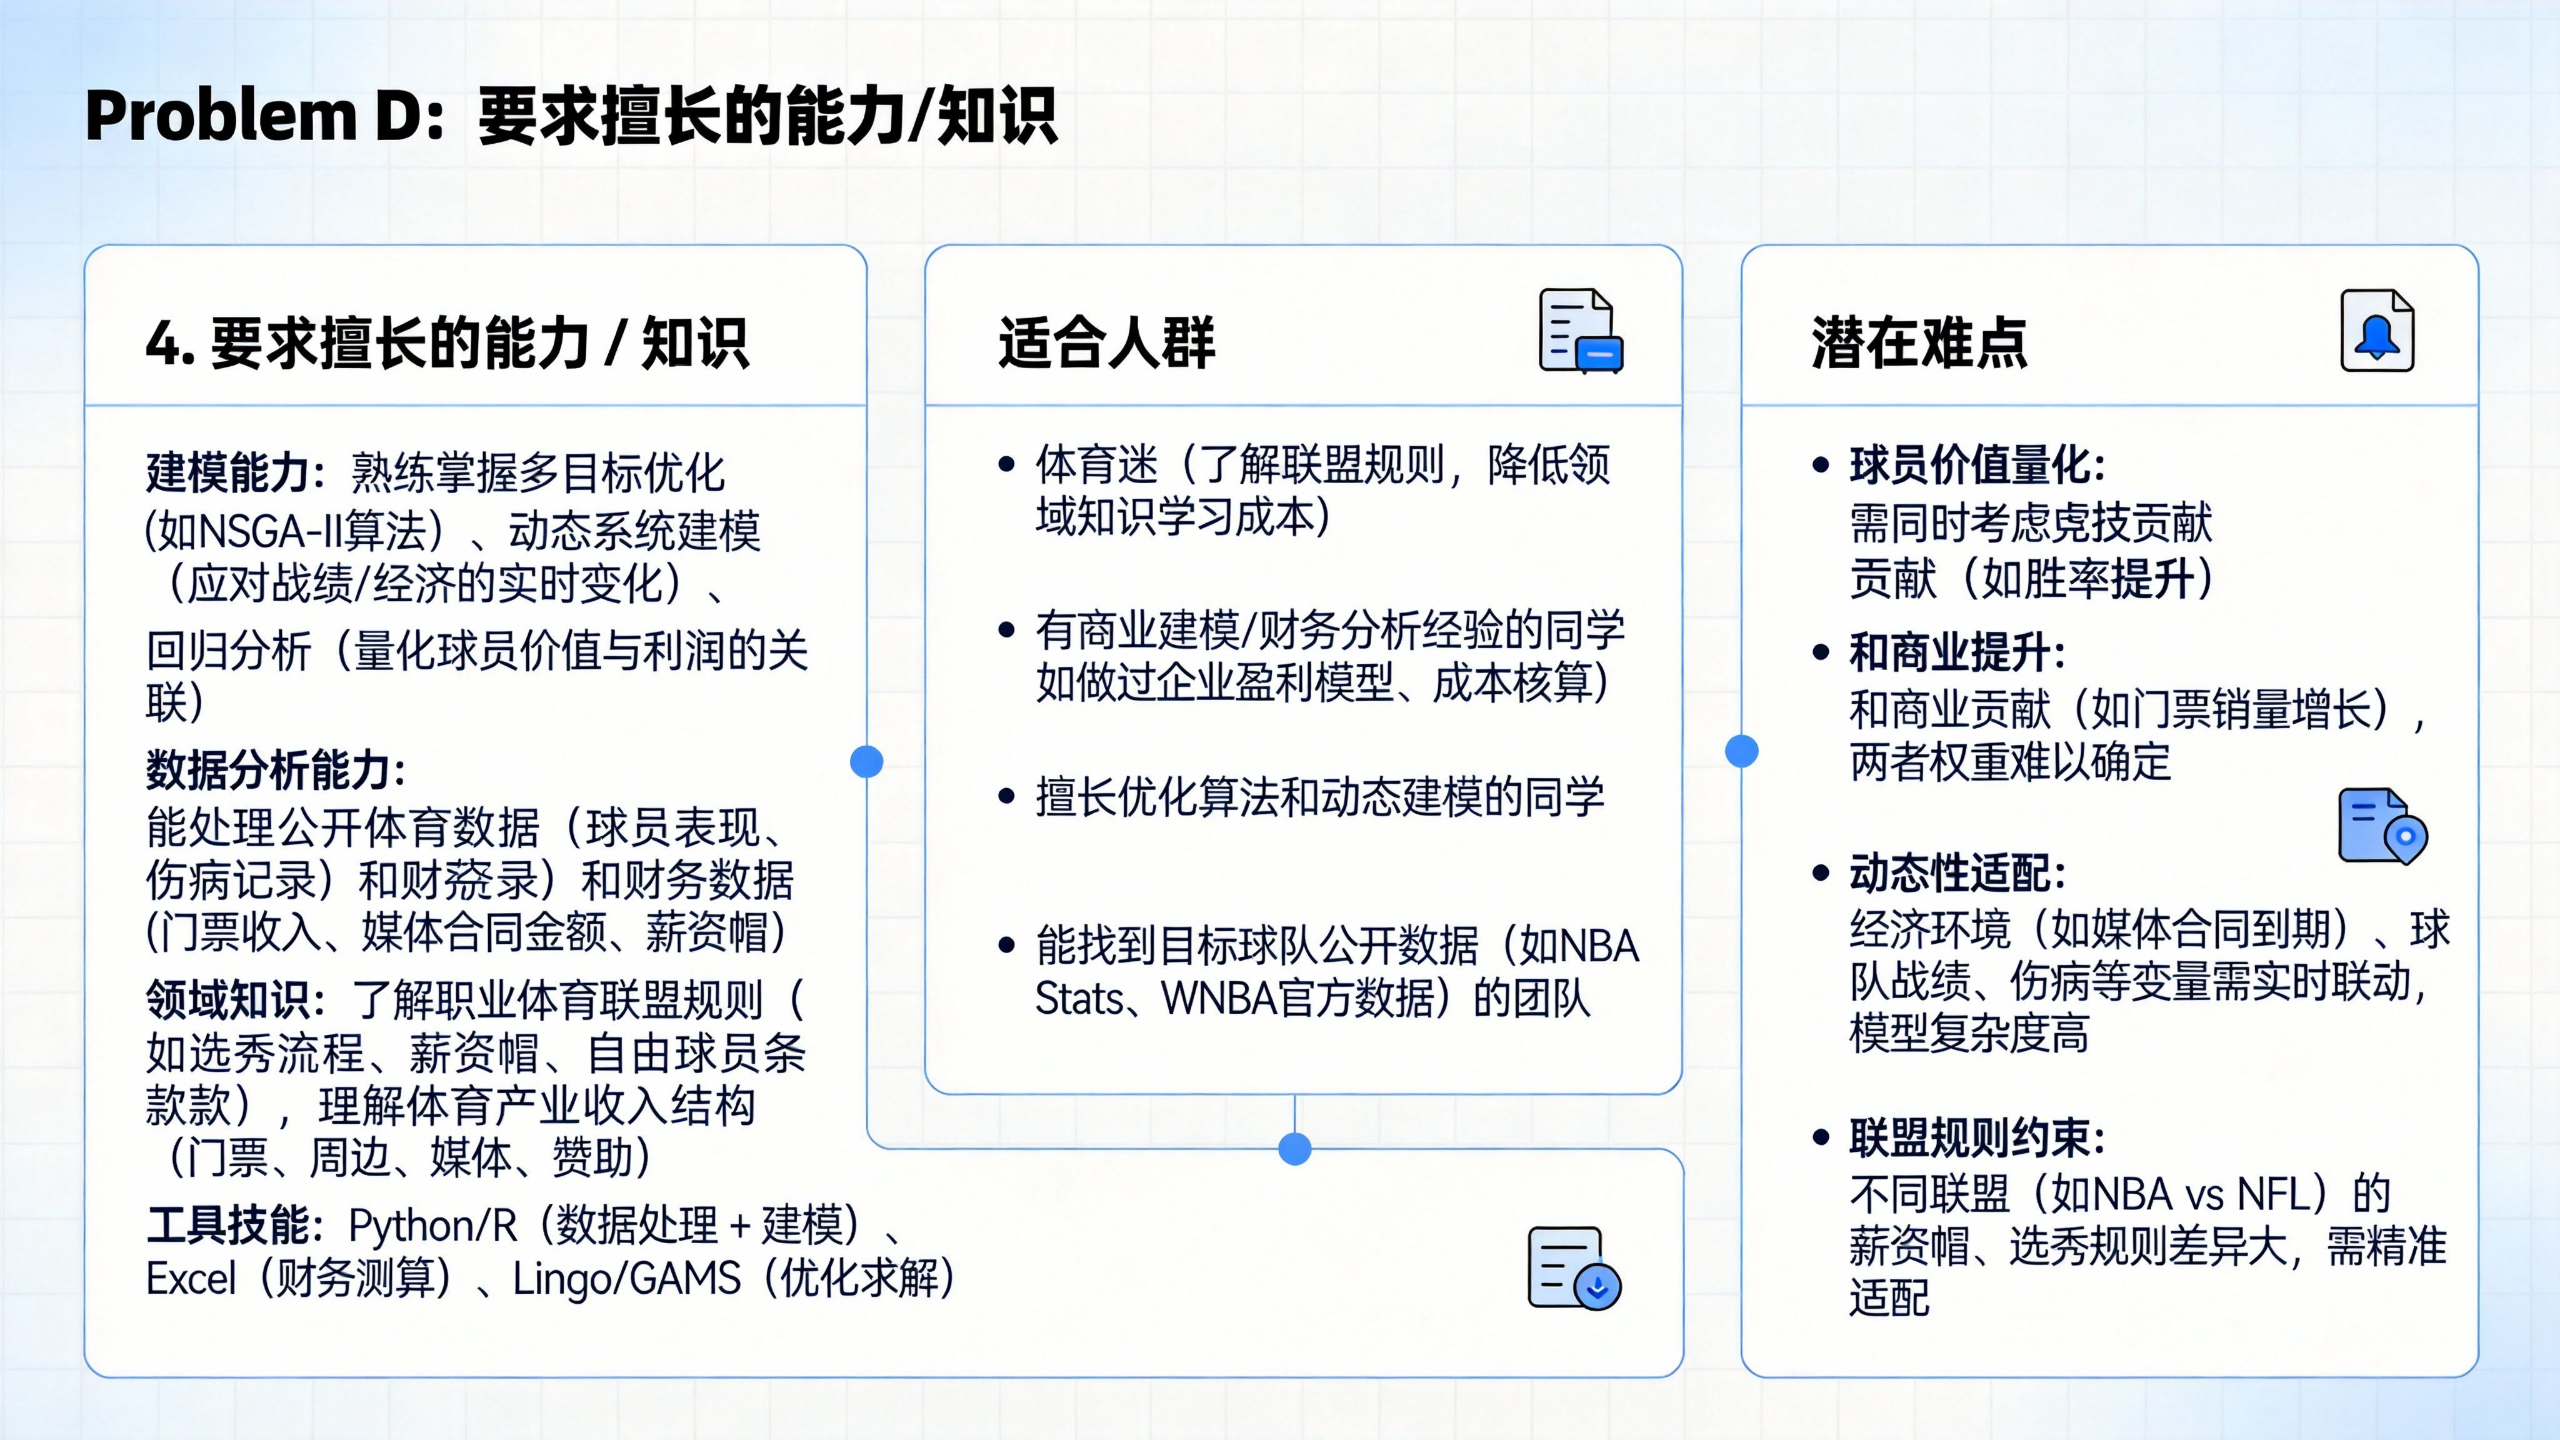 Problem D：要求擅长的能力/知识
4. 要求擅长的能力 / 知识
建模能力：熟练掌握多目标优化
(如NSGA-II算法）、动态系统建模
（应对战绩/经济的实时变化）、
回归分析（量化球员价值与利润的关
联）
数据分析能力：
能处理公开体育数据（球员表现、
伤病记录）和财录）和财务数据
(门票收入、媒体合同金额、薪资帽）
领域知识：了解职业体育联盟规则（
如选秀流程、薪资帽、自由球员条
款款），理解体育产业收入结构
（门票、周边、媒体、赞助）
工具技能：Python/R（数据处理 + 建模）、
Excel（财务测算）、Lingo/GAMS（优化求解）
适合人群
• 体育迷（了解联盟规则，降低领
域知识学习成本）
• 有商业建模/财务分析经验的同学
如做过企业盈利模型、成本核算）
• 擅长优化算法和动态建模的同学
• 能找到目标球队公开数据（如NBA
Stats、WNBA官方数据）的团队
潜在难点
• 球员价值量化：
需同时考虑技贡献
贡献（如胜率提升）
• 和商业提升：
和商业贡献（如门票销量增长），
两者权重难以确定
• 动态性适配：
经济环境（如媒体合同到期）、球
队战绩、伤病等变量需实时联动，
模型复杂度高
• 联盟规则约束：
不同联盟（如NBA vs NFL）的
薪资帽、选秀规则差异大，需精准
适配